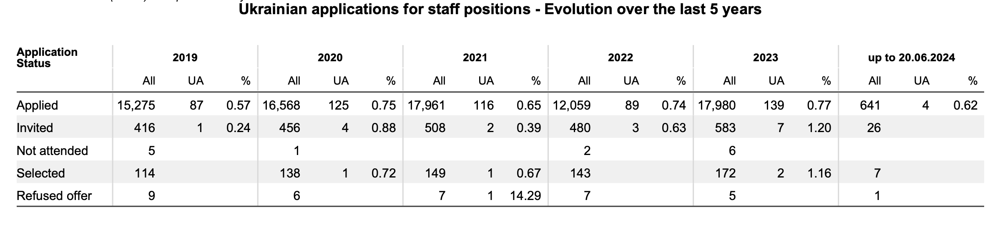 Ukrainian applications for staff positions - Evolution over the last 5 years
Application Status 2019 2020 2021 2022 2023 up to 20.06.2024
All UA % All UA % All UA % All UA % All UA % All UA %
Applied 15,275 87 0.57 16,568 125 0.75 17,961 116 0.65 12,059 89 0.74 17,980 139 0.77 641 4 0.62
Invited 416 1 0.24 456 4 0.88 508 2 0.39 480 3 0.63 583 7 1.20 26
Not attended 5 1 2 6
Selected 114 138 1 0.72 149 1 0.67 143 172 2 1.16 7
Refused offer 9 6 7 1 14.29 7 5 1